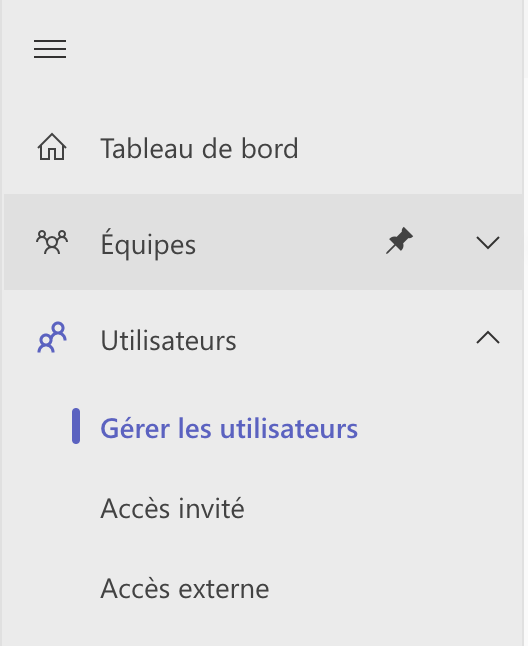 Tableau de bord
Équipes
Utilisateurs
Gérer les utilisateurs
Accès invité
Accès externe